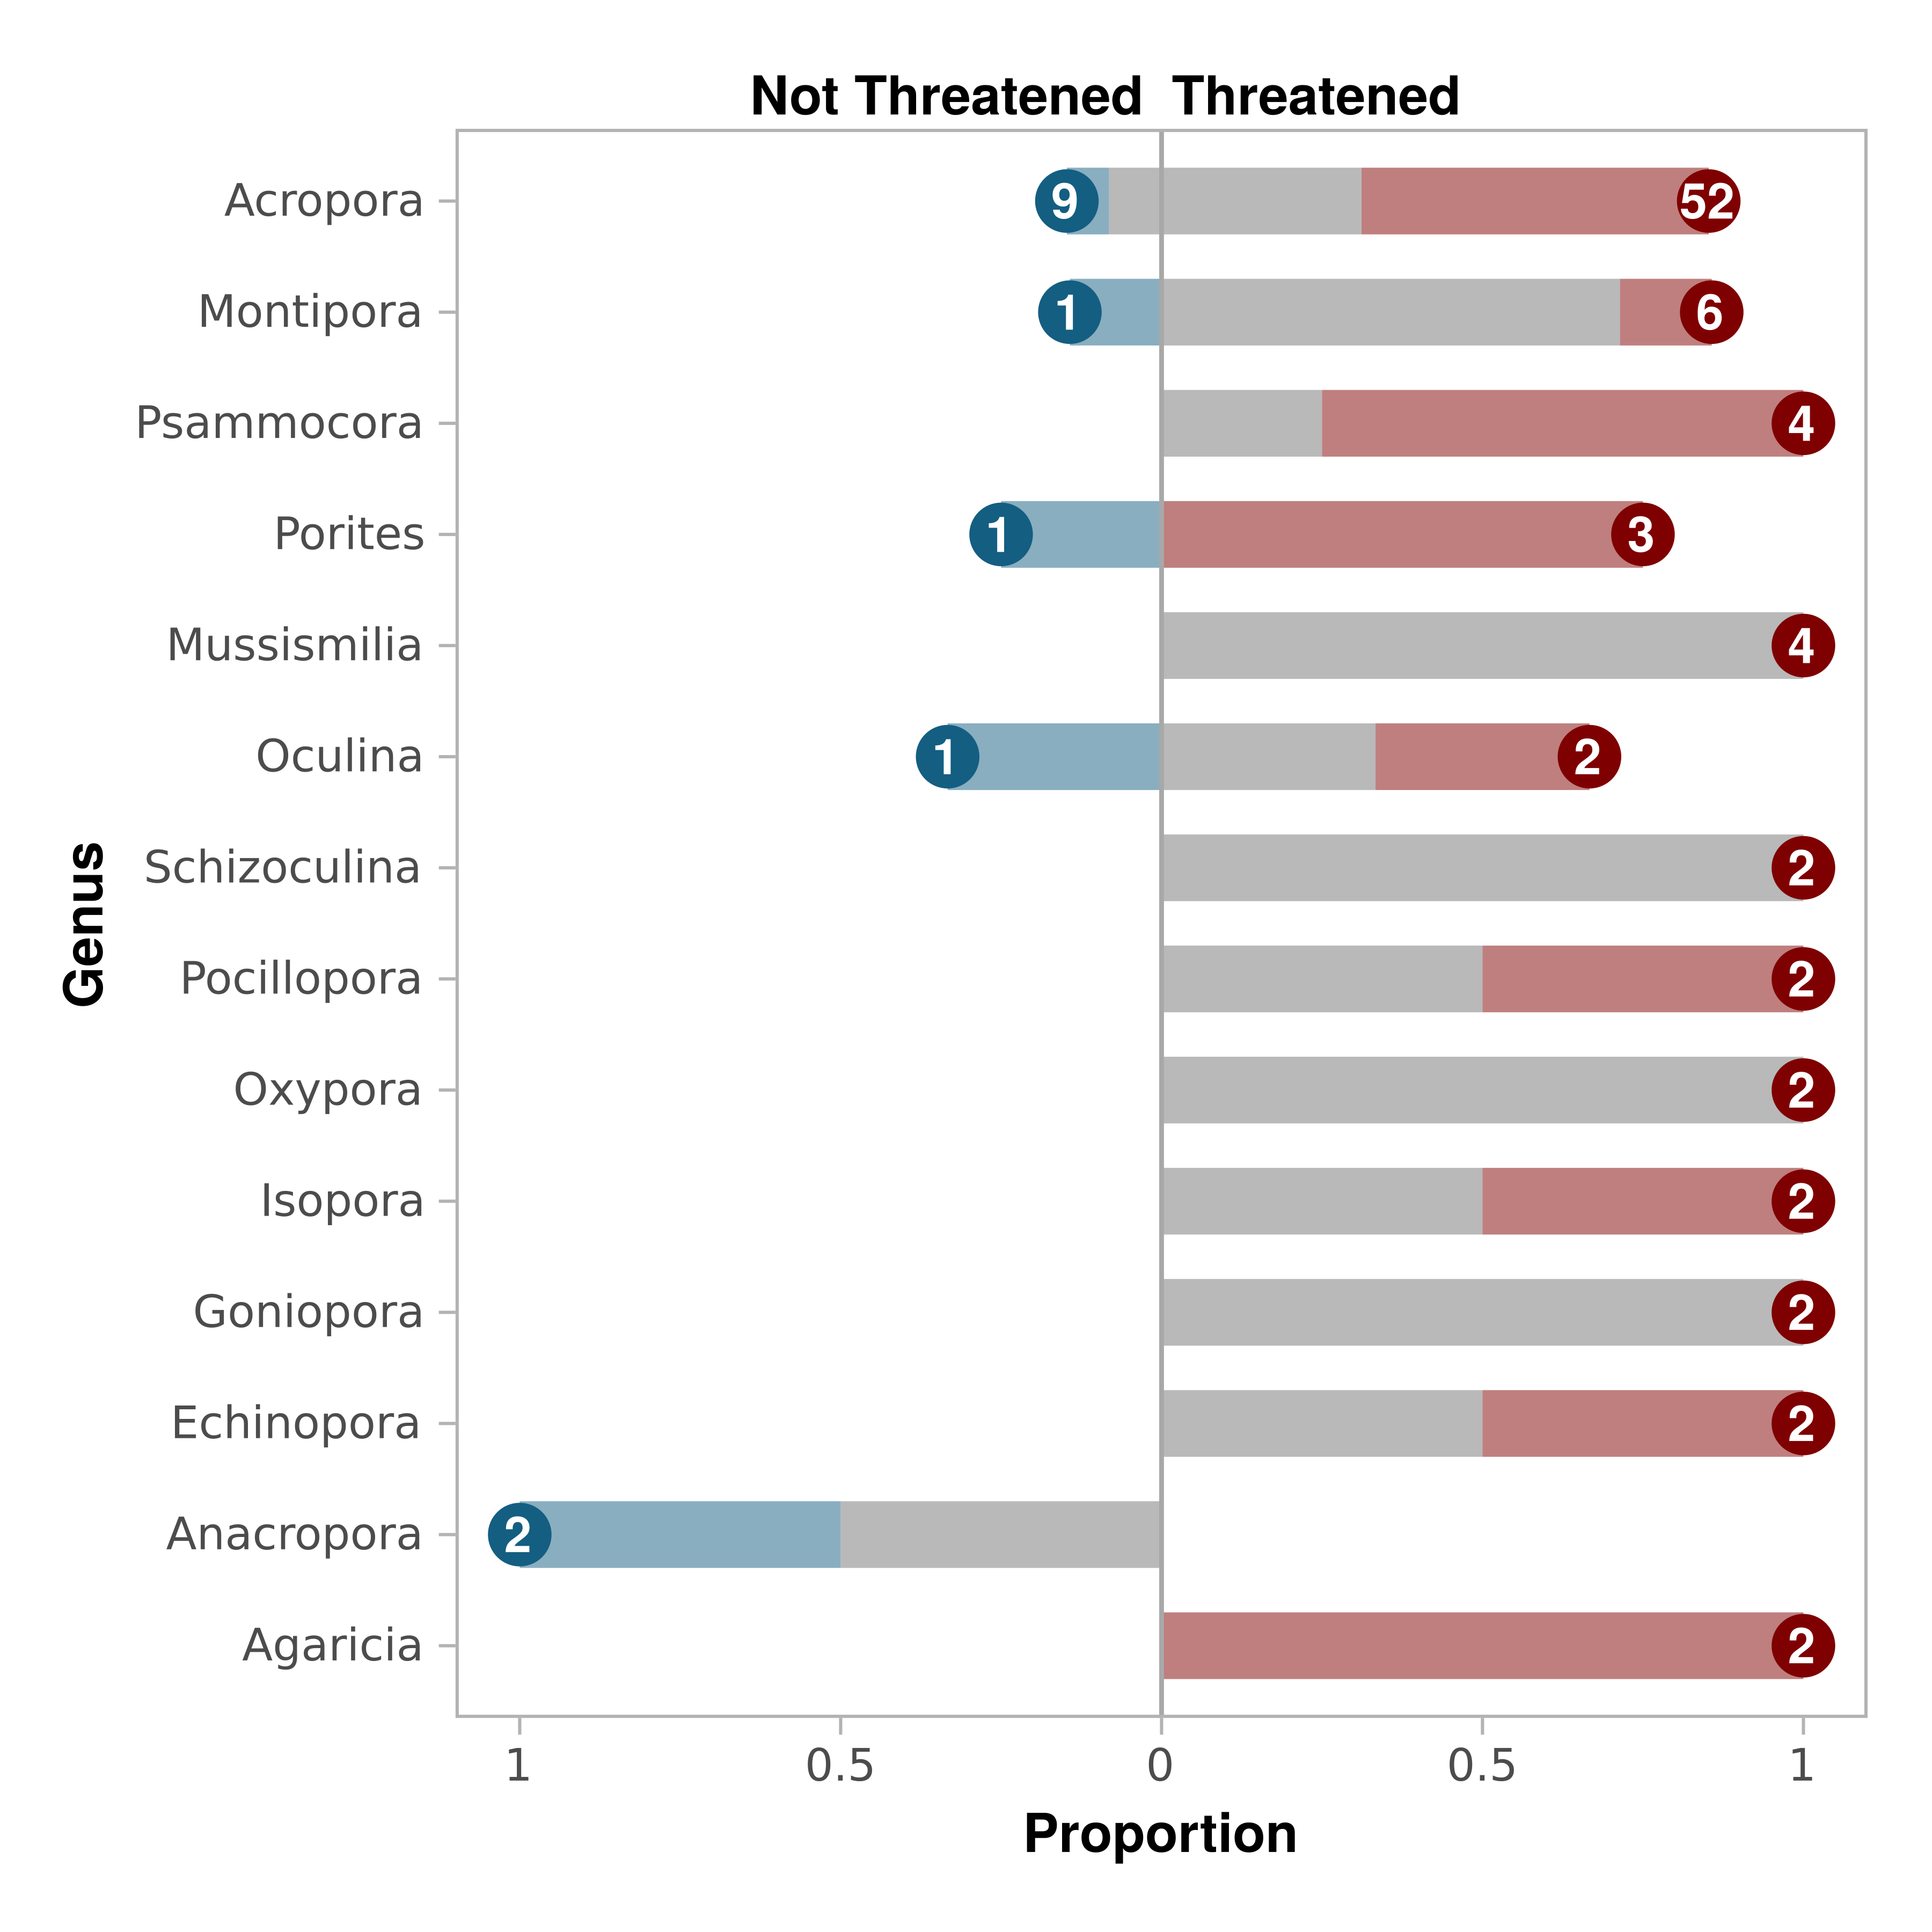 Not Threatened Threatened
Acropora 9 52
Montipora 1 6
Psammocora 4
Porites 1 3
Mussismilia 4
Oculina 1 2
Schizoculina 2
Pocillopora 2
Oxypora 2
Isopora 2
Goniopora 2
Echinopora 2
Anacropora 2
Agaricia 2
Genus
1 0.5 0 0.5 1
Proportion